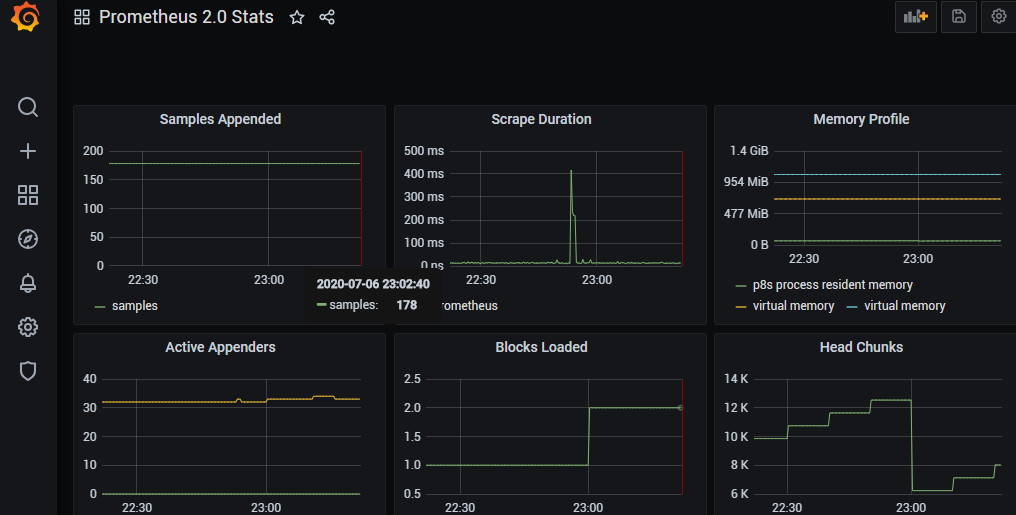 Prometheus 2.0 Stats
Samples Appended
200
150
100
50
0
22:30
23:00
samples
2020-07-06 23:02:40
samples: 178
Scrape Duration
500 ms
400 ms
300 ms
200 ms
100 ms
0 ns
22:30
23:00
rometheus
Memory Profile
1.4 GiB
954 MiB
477 MiB
0 B
22:30
23:00
p8s process resident memory
virtual memory virtual memory
Active Appenders
40
30
20
10
0
22:30
23:00
Blocks Loaded
2.5
2.0
1.5
1.0
0.5
22:30
23:00
Head Chunks
14 K
12 K
10 K
8 K
6 K
22:30
23:00